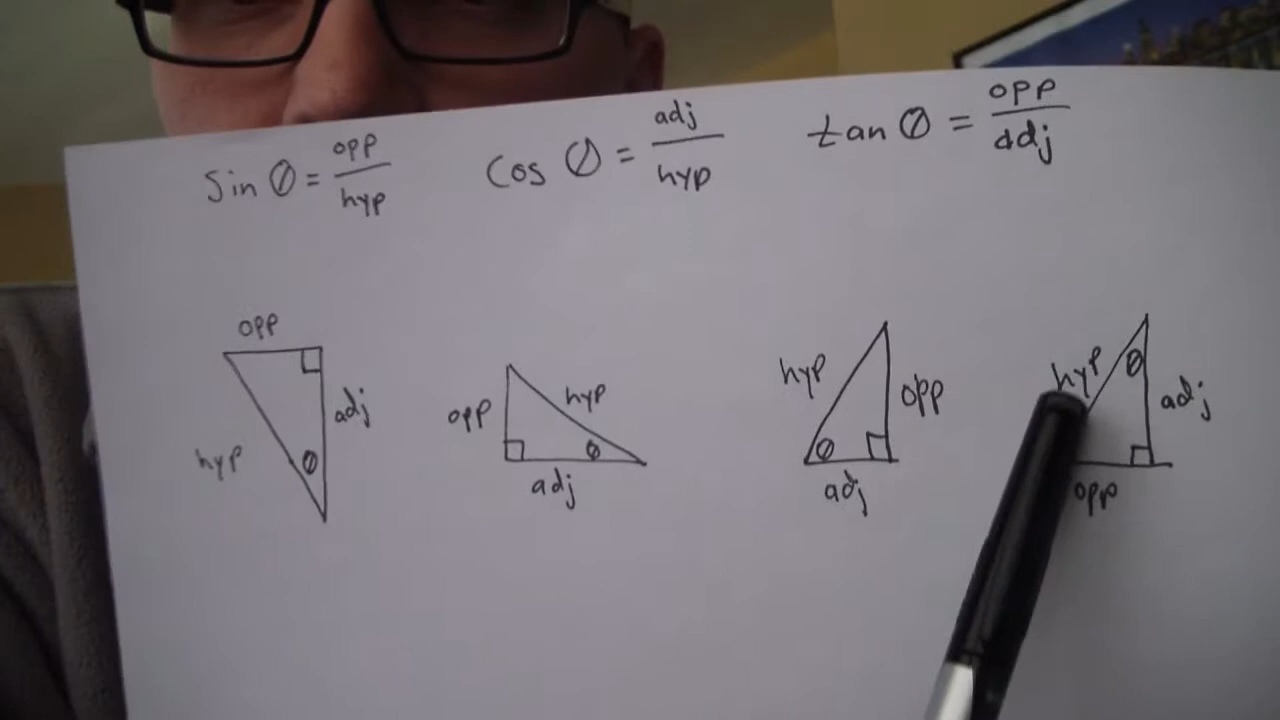 sin θ = opp/hyp
cos θ = adj/hyp
tan θ = opp/adj
opp
adj
hyp
θ
opp
hyp
θ
adj
hyp
opp
θ
adj
hyp
θ
adj
opp